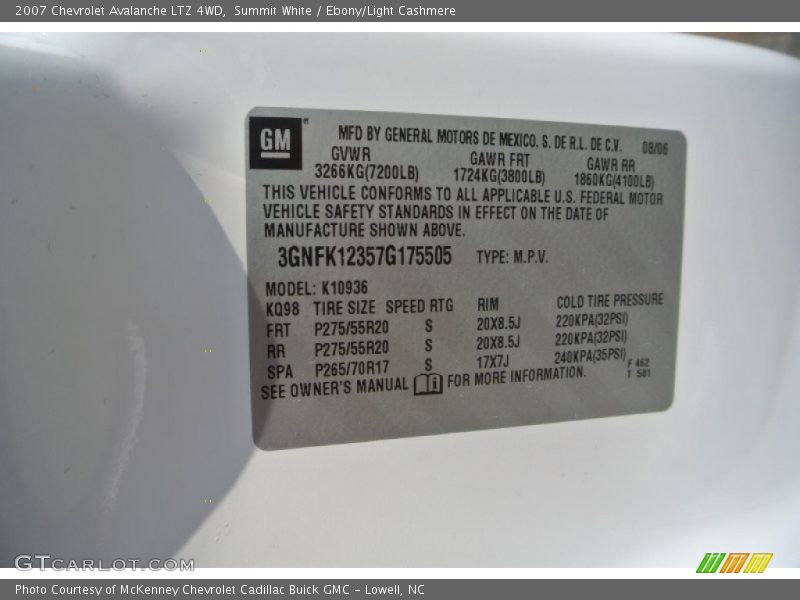 2007 Chevrolet Avalanche LTZ 4WD, Summit White / Ebony/Light Cashmere
GM
MFD BY GENERAL MOTORS DE MEXICO. S. DE R.L. DE C.V. 08/06
GVWR GAWR FRT GAWR RR
3266KG(7200LB) 1724KG(3800LB) 1860KG(4100LB)
THIS VEHICLE CONFORMS TO ALL APPLICABLE U.S. FEDERAL MOTOR
VEHICLE SAFETY STANDARDS IN EFFECT ON THE DATE OF
MANUFACTURE SHOWN ABOVE.
3GNFK12357G175505 TYPE: M.P.V.
MODEL: K10936
KQ98 TIRE SIZE SPEED RTG RIM COLD TIRE PRESSURE
FRT P275/55R20 S 20X8.5J 220KPA(32PSI)
RR P275/55R20 S 20X8.5J 220KPA(32PSI)
SPA P265/70R17 S 17X7J 240KPA(35PSI)
F 462
SEE OWNER'S MANUAL i FOR MORE INFORMATION. T 501
GTCARLOT.COM
Photo Courtesy of McKenney Chevrolet Cadillac Buick GMC - Lowell, NC